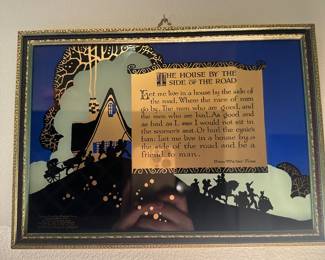 THE HOUSE BY THE
SIDE OF THE ROAD
Let me live in a house by the side of
the road, Where the race of men
go by, The men who are good, and
the men who are bad, As good and
as bad as I. I would not sit in
the scorner's seat, Or hurl the cynic's
ban; Let me live in a house by the
side of the road and be a
friend to man.